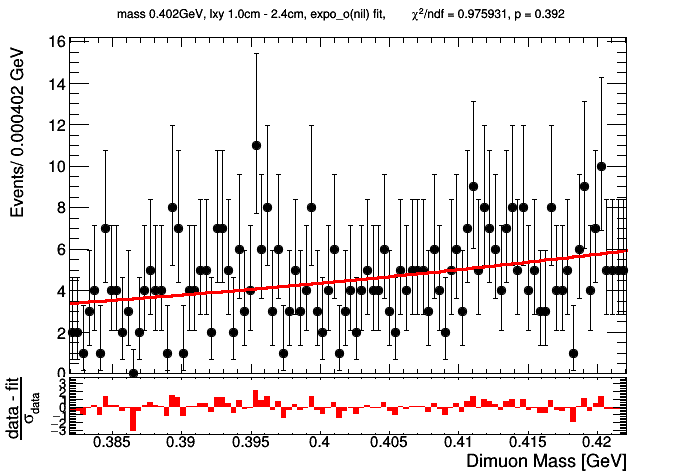 mass 0.402GeV, lxy 1.0cm - 2.4cm, expo_o(nil) fit, χ²/ndf = 0.975931, p = 0.392
Events/ 0.000402 GeV
16
14
12
10
8
6
4
2
0
data - fit
σdata
3
2
1
0
−1
−2
−3
0.385 0.39 0.395 0.4 0.405 0.41 0.415 0.42
Dimuon Mass [GeV]